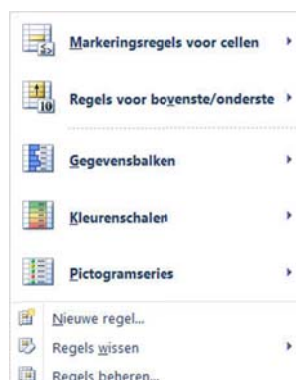 Markeringsregels voor cellen
Regels voor bovenste/onderste
Gegevensbalken
Kleurenschalen
Pictogramseries
Nieuwe regel...
Regels wissen
Regels beheren...